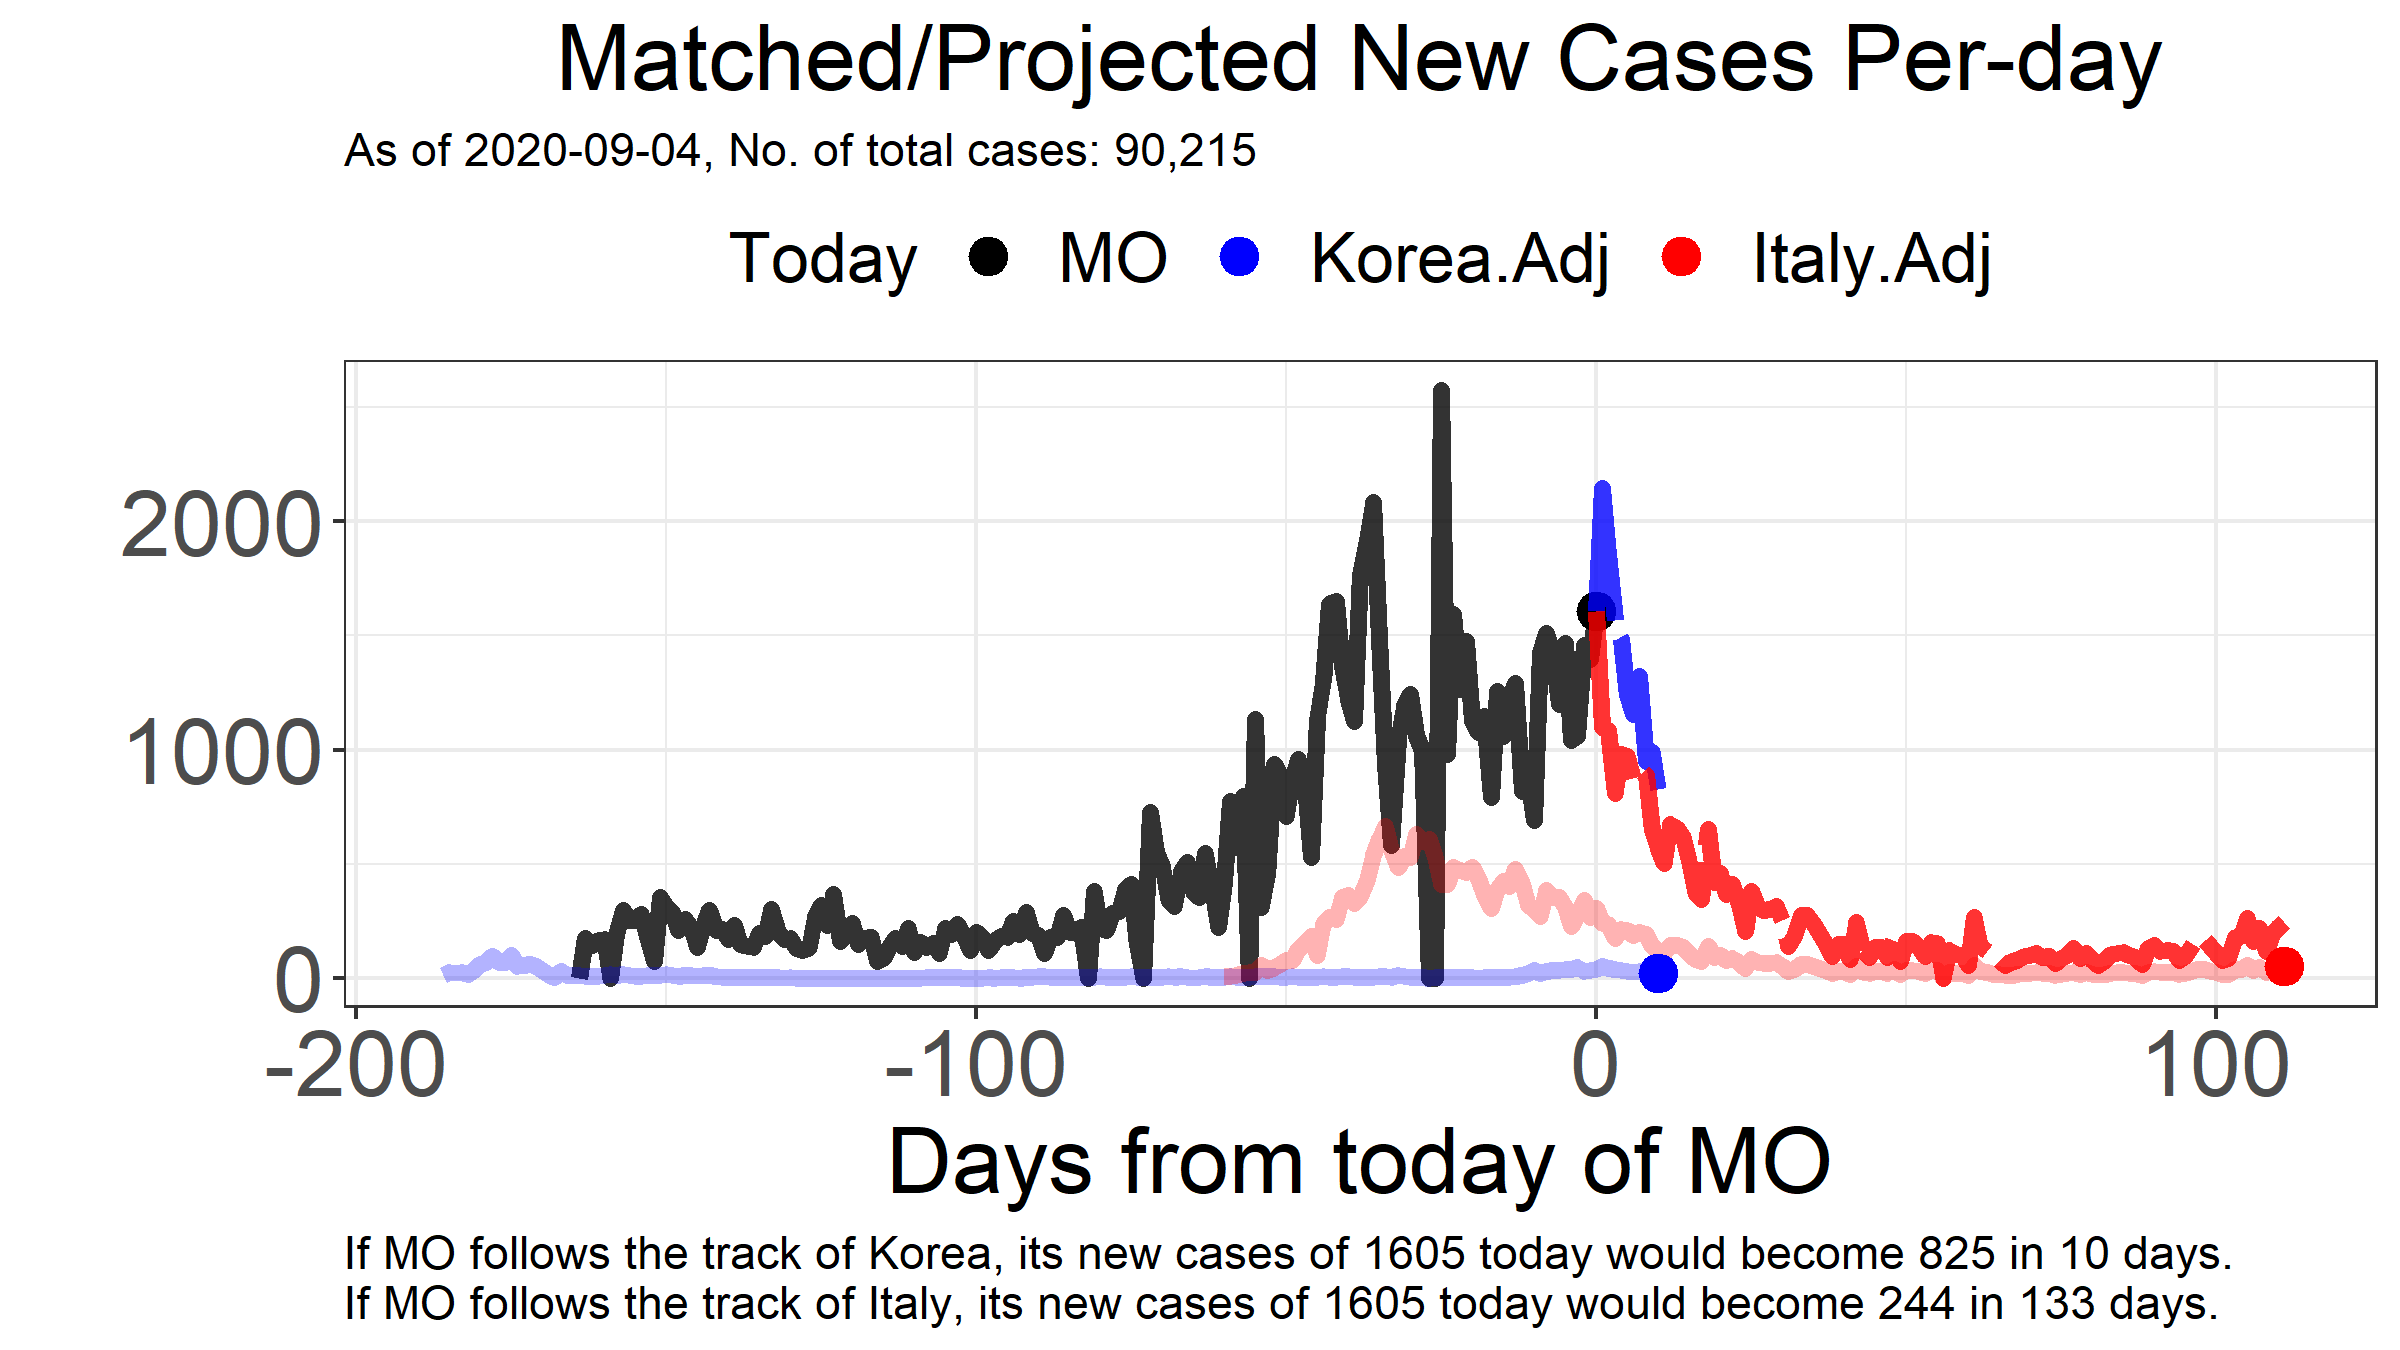 Matched/Projected New Cases Per-day
As of 2020-09-04, No. of total cases: 90,215
Today MO Korea.Adj Italy.Adj
2000
1000
0
-200 -100 0 100
Days from today of MO
If MO follows the track of Korea, its new cases of 1605 today would become 825 in 10 days.
If MO follows the track of Italy, its new cases of 1605 today would become 244 in 133 days.